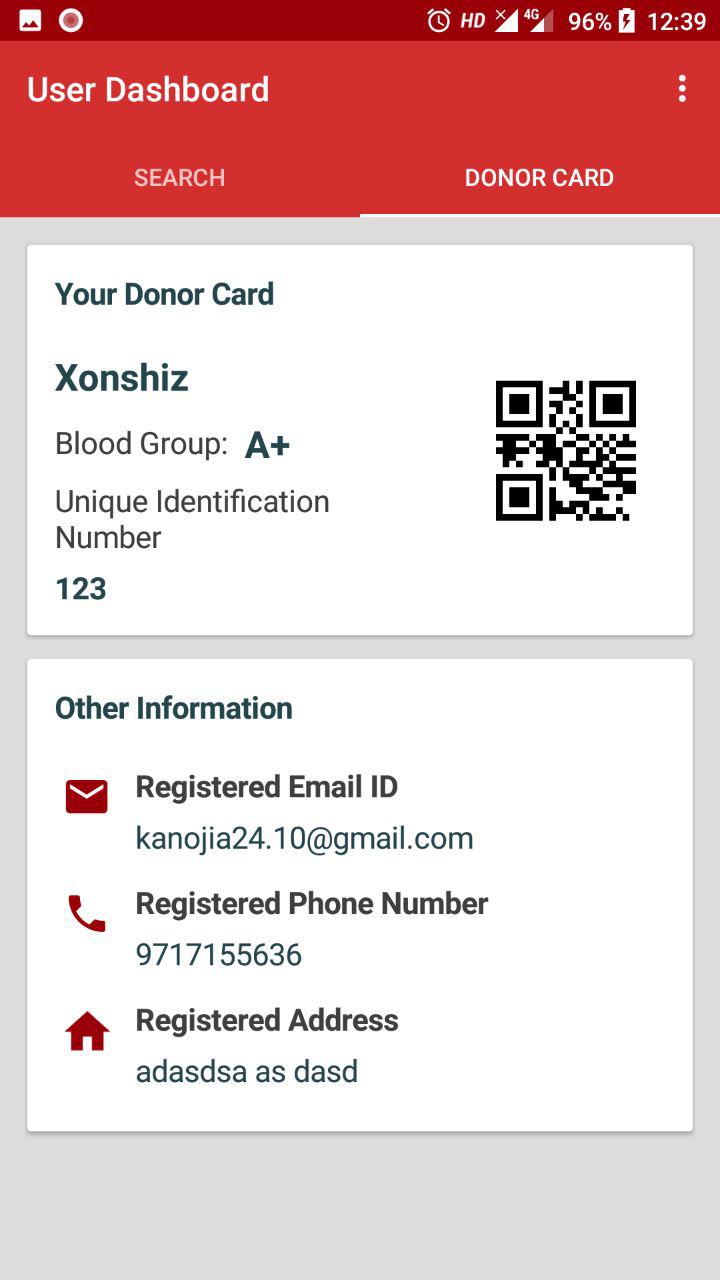 HD 4G 96% 12:39
User Dashboard
SEARCH DONOR CARD
Your Donor Card
Xonshiz
Blood Group: A+
Unique Identification
Number
123
Other Information
Registered Email ID
kanojia24.10@gmail.com
Registered Phone Number
9717155636
Registered Address
adasdsa as dasd